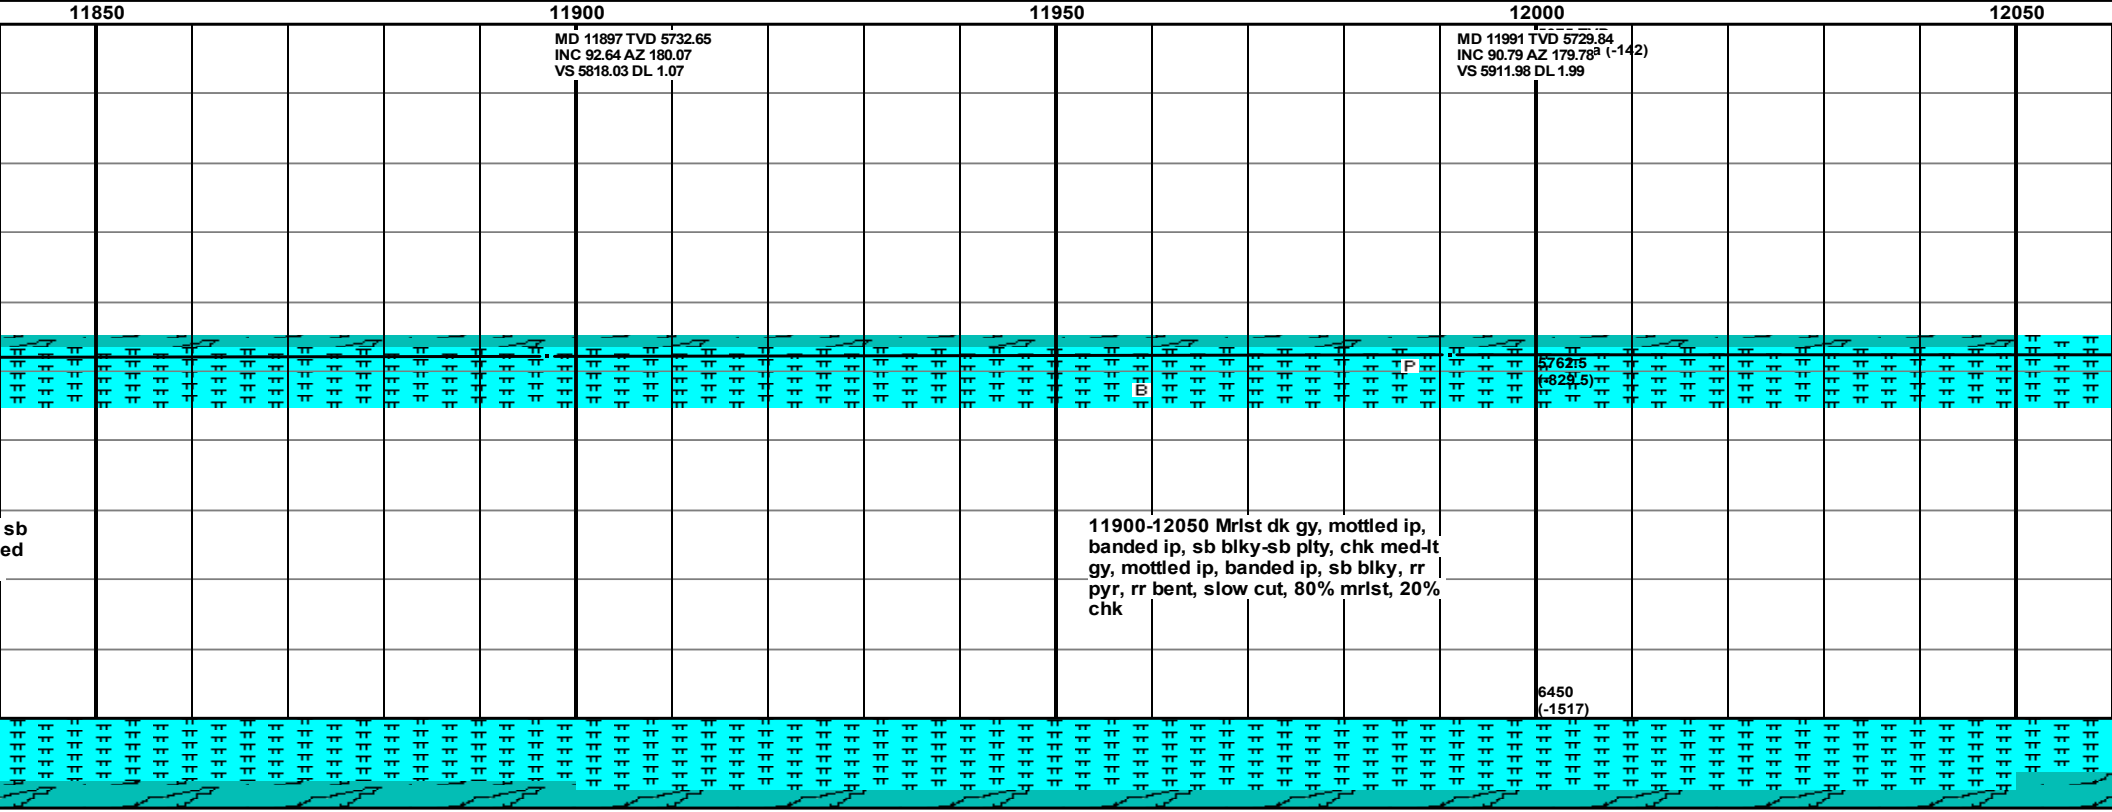 11850 11900 11950 12000 12050
MD 11897 TVD 5732.65
INC 92.64 AZ 180.07
VS 5818.03 DL 1.07
MD 11991 TVD 5729.84
INC 90.79 AZ 179.78
VS 5911.98 DL 1.99
(-142)
P
B
5762.5
(-829.5)
sb
ed
11900-12050 Mrlst dk gy, mottled ip,
banded ip, sb blky-sb plty, chk med-lt
gy, mottled ip, banded ip, sb blky, rr
pyr, rr bent, slow cut, 80% mrlst, 20%
chk
6450
(-1517)